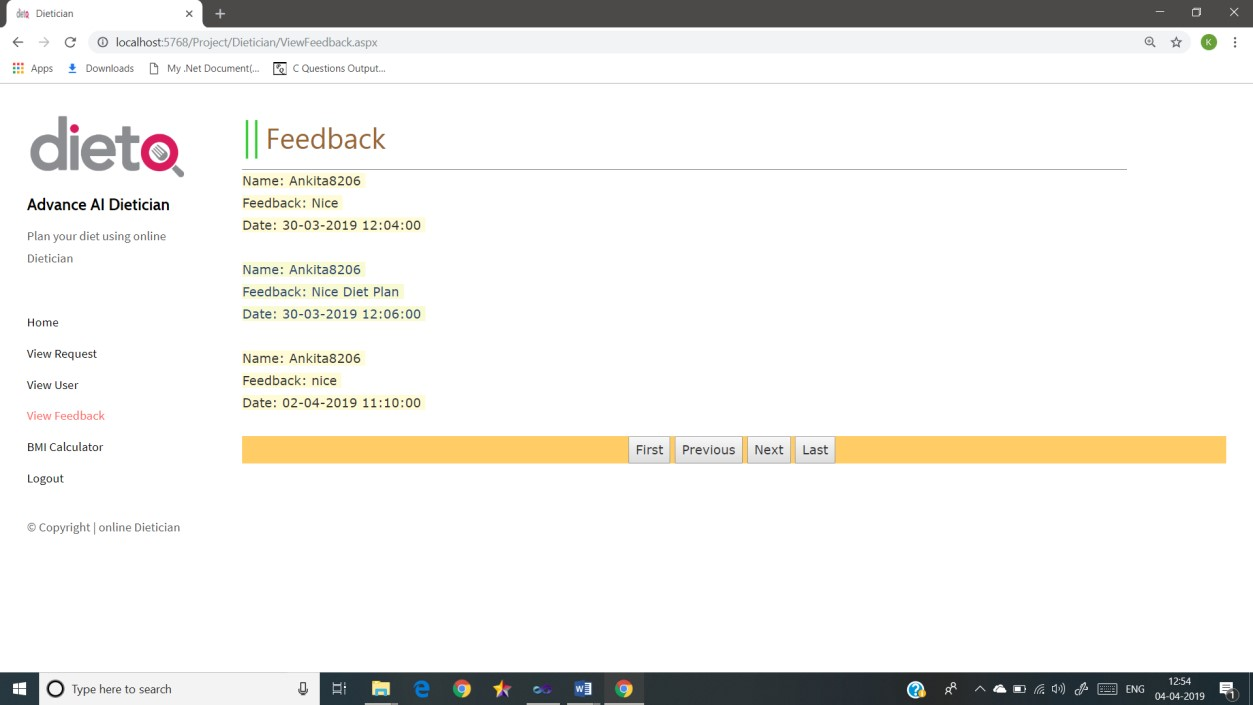 dieto Dietician
localhost:5768/Project/Dietician/ViewFeedback.aspx
K
Apps Downloads My .Net Document(... C Questions Output...
dieto
Advance AI Dietician
Plan your diet using online
Dietician
Home
View Request
View User
View Feedback
BMI Calculator
Logout
© Copyright | online Dietician
Feedback
Name: Ankita8206
Feedback: Nice
Date: 30-03-2019 12:04:00
Name: Ankita8206
Feedback: Nice Diet Plan
Date: 30-03-2019 12:06:00
Name: Ankita8206
Feedback: nice
Date: 02-04-2019 11:10:00
First Previous Next Last
Type here to search
ENG
12:54
04-04-2019
1